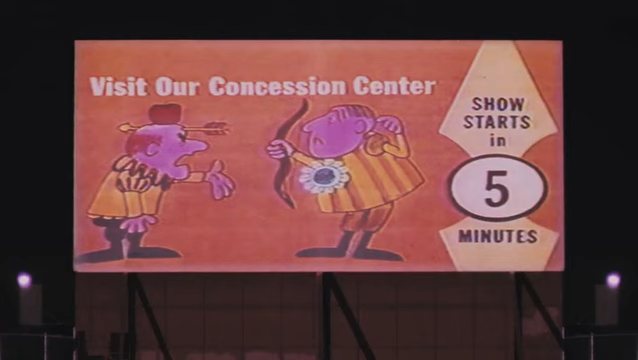 Visit Our Concession Center
SHOW
STARTS
in
5
MINUTES